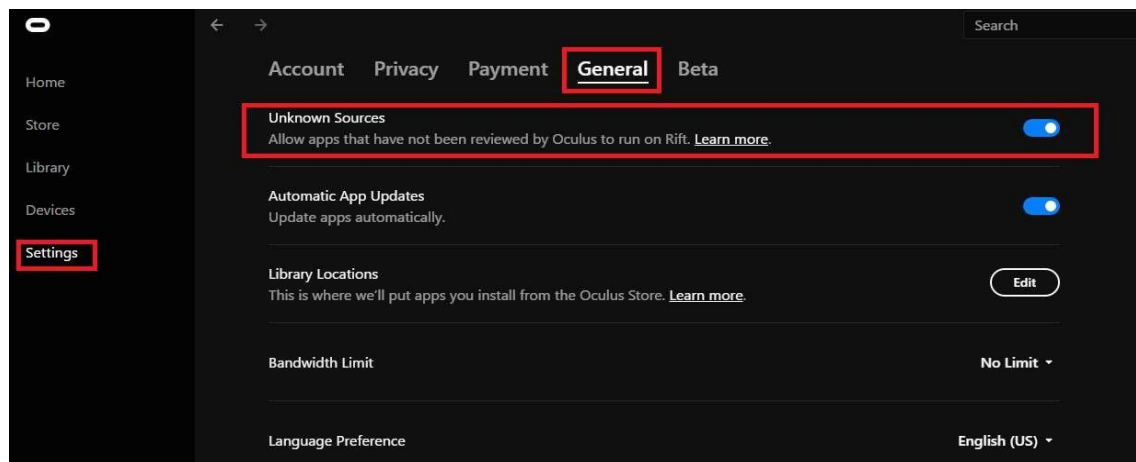 Search
Home
Store
Library
Devices
Settings
Account Privacy Payment General Beta
Unknown Sources
Allow apps that have not been reviewed by Oculus to run on Rift. Learn more.
Automatic App Updates
Update apps automatically.
Library Locations
This is where we'll put apps you install from the Oculus Store. Learn more.
Edit
Bandwidth Limit
No Limit
Language Preference
English (US)